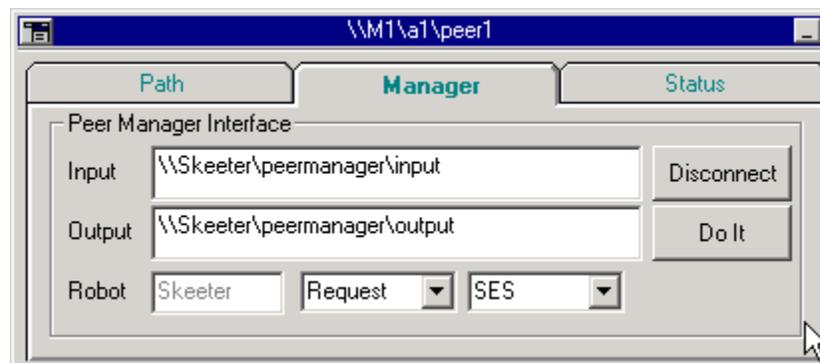 \\M1\a1\peer1
Path Manager Status
Peer Manager Interface
Input \\Skeeter\peermanager\input Disconnect
Output \\Skeeter\peermanager\output Do It
Robot Skeeter Request SES